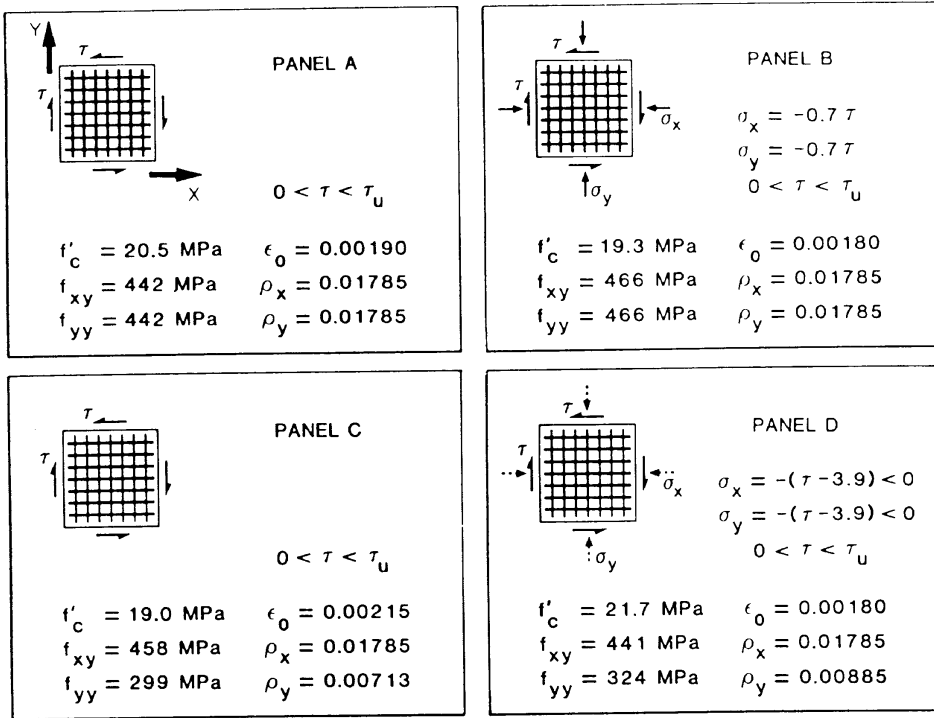 Y
τ
τ
X
PANEL A
0 < τ < τu
f'c = 20.5 MPa ϵ0 = 0.00190
fxy = 442 MPa ρx = 0.01785
fyy = 442 MPa ρy = 0.01785
τ
τ
σx
σy
PANEL B
σx = -0.7 τ
σy = -0.7 τ
0 < τ < τu
f'c = 19.3 MPa ϵ0 = 0.00180
fxy = 466 MPa ρx = 0.01785
fyy = 466 MPa ρy = 0.01785
τ
τ
PANEL C
0 < τ < τu
f'c = 19.0 MPa ϵ0 = 0.00215
fxy = 458 MPa ρx = 0.01785
fyy = 299 MPa ρy = 0.00713
τ
τ
σx
σy
PANEL D
σx = -(τ-3.9) < 0
σy = -(τ-3.9) < 0
0 < τ < τu
f'c = 21.7 MPa ϵ0 = 0.00180
fxy = 441 MPa ρx = 0.01785
fyy = 324 MPa ρy = 0.00885